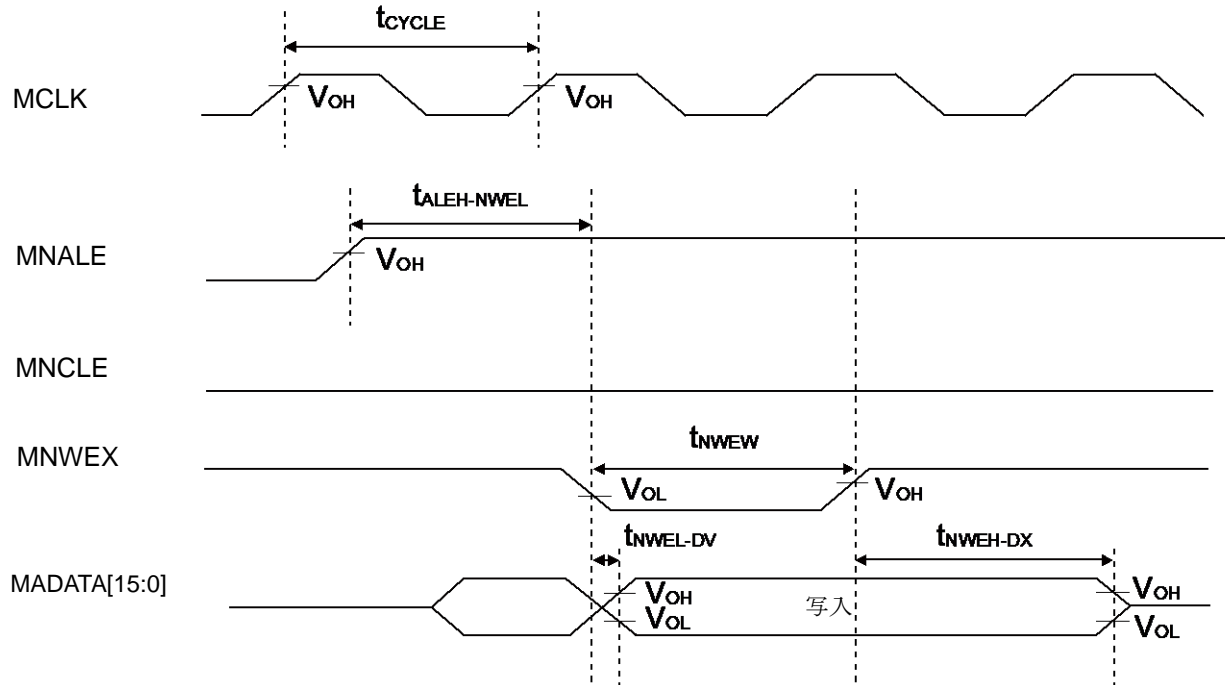 tCYCLE
MCLK
VOH
VOH
tALEH-NWEL
MNALE
VOH
MNCLE
tNWEW
MNWEX
VOL
VOH
tNWEL-DV
tNWEH-DX
MADATA[15:0]
VOH
VOL
写入
VOH
VOL